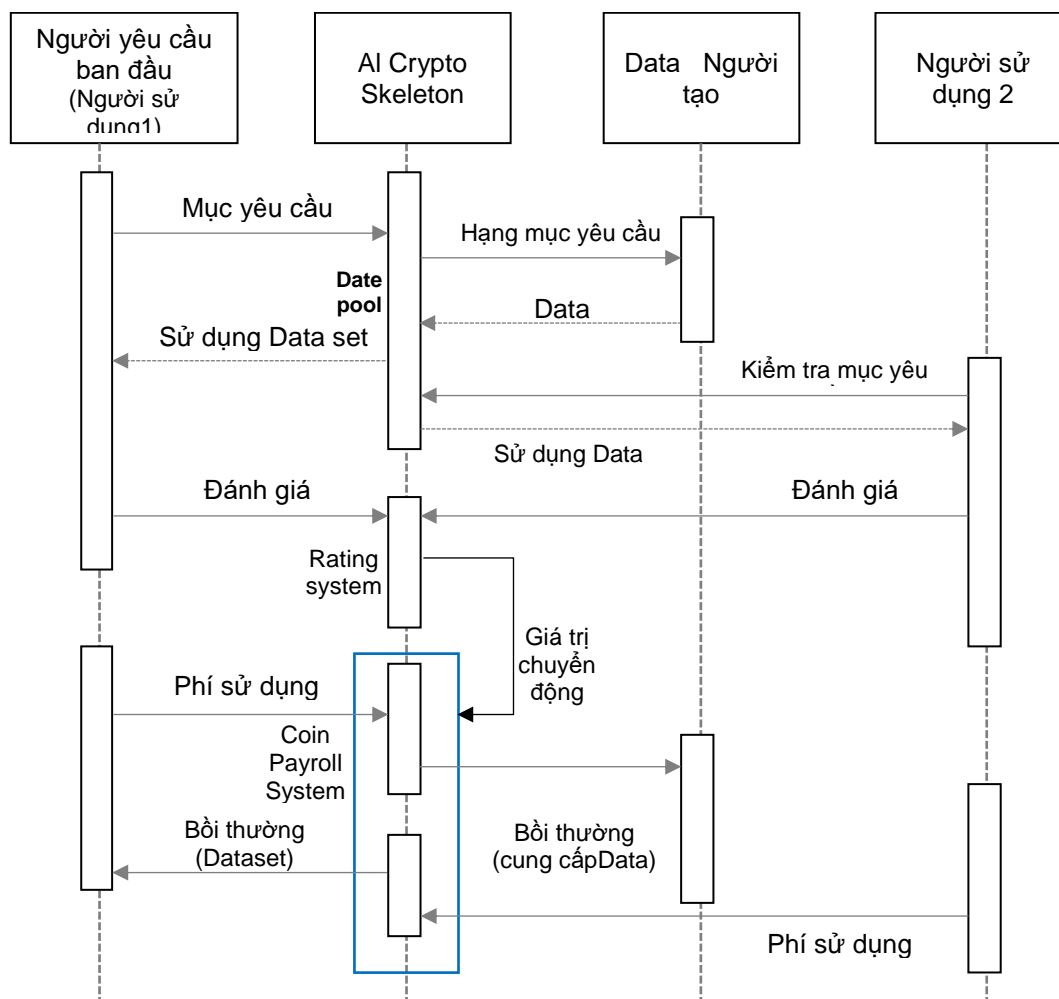 Người yêu cầu
ban đầu
(Người sử
dụng1)
AI Crypto
Skeleton
Data Người
tạo
Người sử
dụng 2
Mục yêu cầu
Hạng mục yêu cầu
Date
pool
Data
Sử dụng Data set
Kiểm tra mục yêu
Sử dụng Data
Đánh giá
Đánh giá
Rating
system
Giá trị
chuyển
động
Phí sử dụng
Coin
Payroll
System
Bồi thường
(Dataset)
Bồi thường
(cung cấpData)
Phí sử dụng